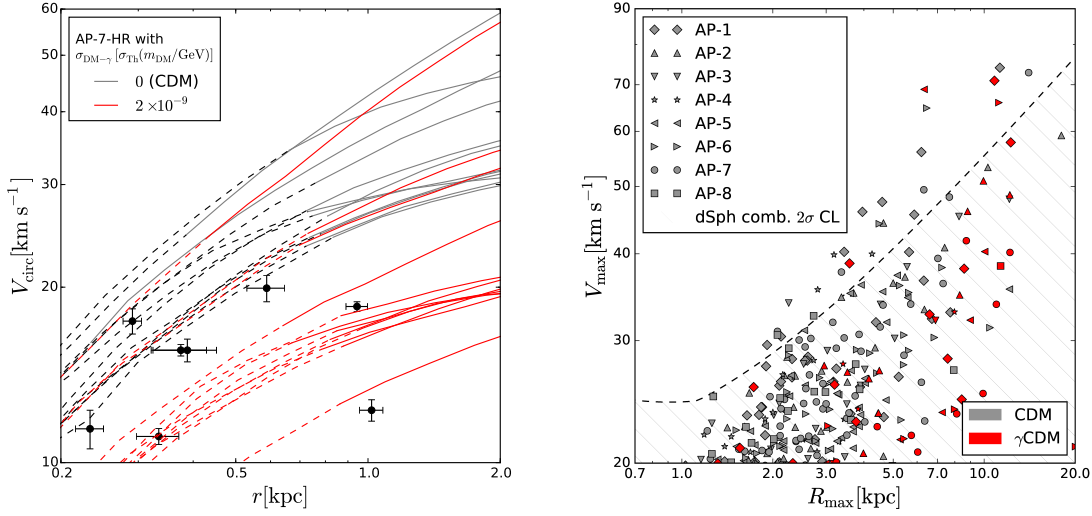 AP-7-HR with
σDM−γ [σTh(mDM/GeV)]
0 (CDM)
2 ×10⁻⁹
60
50
40
30
20
10
Vcirc[km s⁻¹]
0.2
0.5
1.0
2.0
r[kpc]
AP-1
AP-2
AP-3
AP-4
AP-5
AP-6
AP-7
AP-8
dSph comb. 2σ CL
90
70
60
50
40
30
20
Vmax[km s⁻¹]
CDM
γCDM
0.7
1.0
2.0
3.0
5.0
7.0
10.0
20.0
Rmax[kpc]